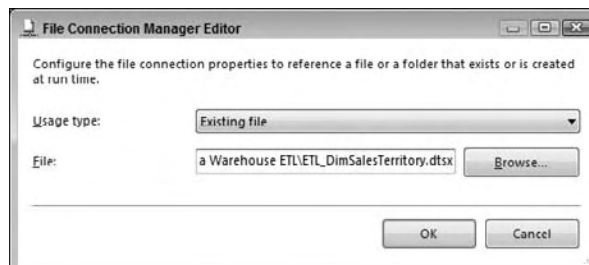 File Connection Manager Editor
Configure the file connection properties to reference a file or a folder that exists or is created
at run time.
Usage type: Existing file
File: a Warehouse ETL\ETL_DimSalesTerritory.dtsx Browse...
OK Cancel